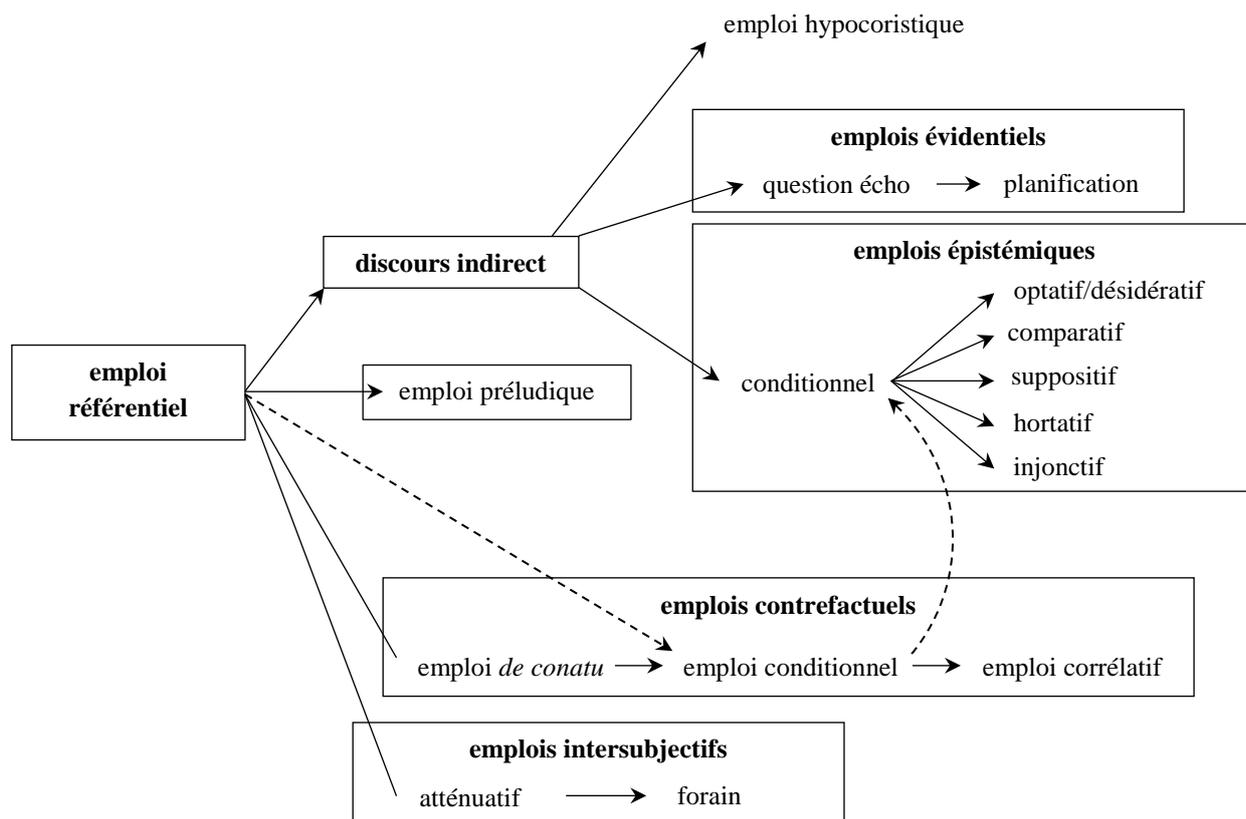 emploi hypocoristique
emplois évidentiels
question écho planification
discours indirect
emplois épistémiques
optatif/désidératif
comparatif
conditionnel
suppositif
hortatif
injonctif
emploi
référentiel
emploi préludique
emplois contrefactuels
emploi de conatu emploi conditionnel emploi corrélatif
emplois intersubjectifs
atténuatif forain